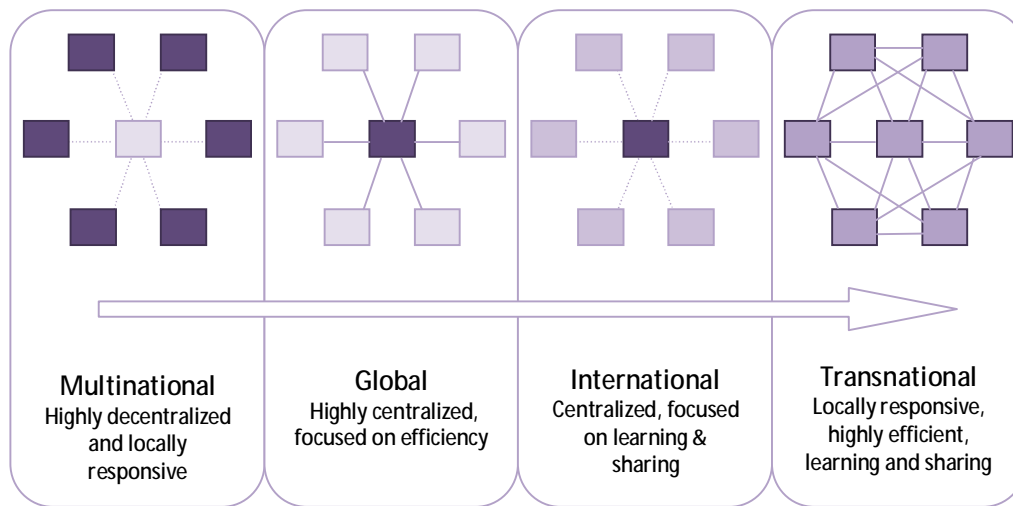 Multinational
Highly decentralized
and locally
responsive
Global
Highly centralized,
focused on efficiency
International
Centralized, focused
on learning &
sharing
Transnational
Locally responsive,
highly efficient,
learning and sharing